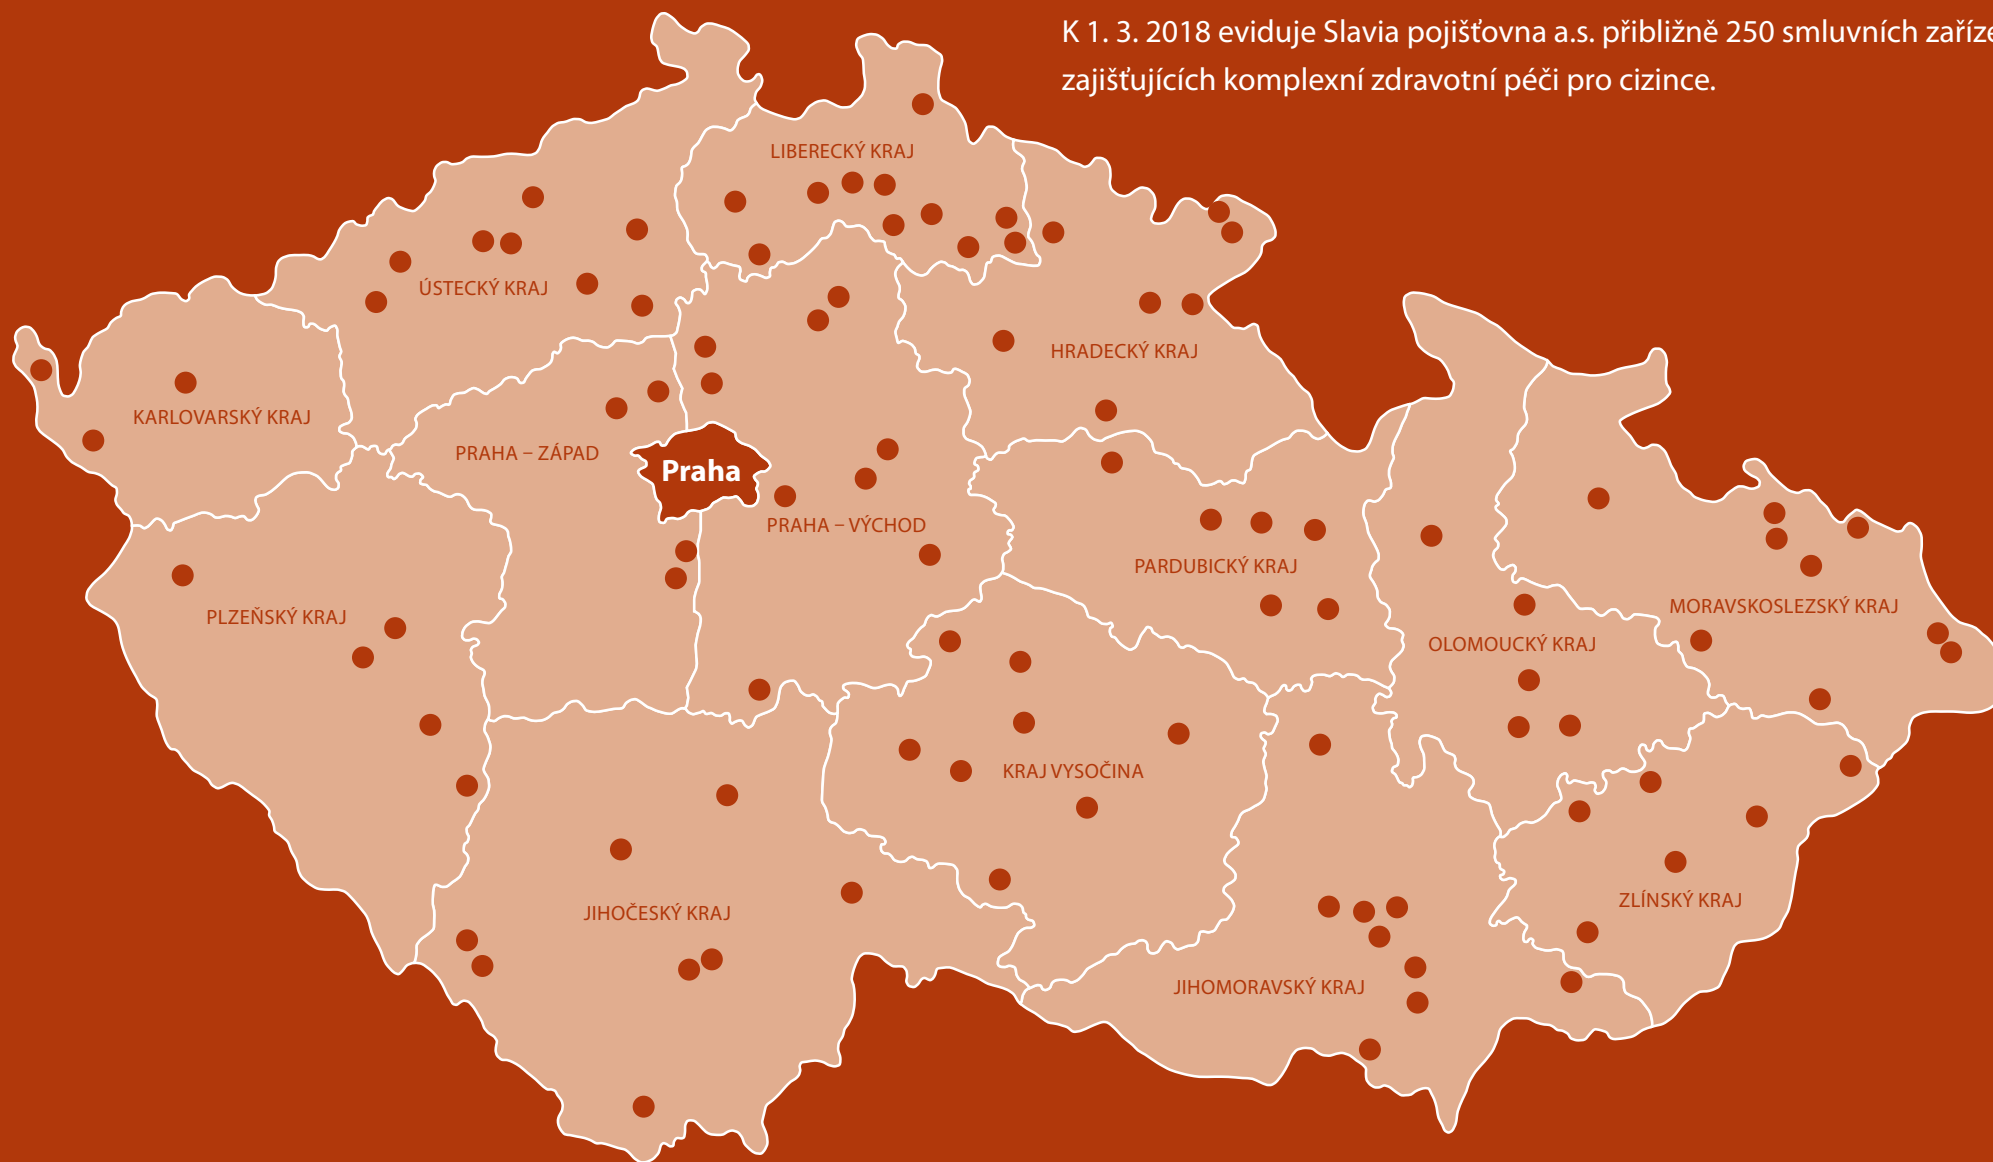 K 1. 3. 2018 eviduje Slavia pojišťovna a.s. přibližně 250 smluvních
zajišťujících komplexní zdravotní péči pro cizince.
LIBERECKÝ KRAJ
ÚSTECKÝ KRAJ
HRADECKÝ KRAJ
KARLOVARSKÝ KRAJ
PRAHA – ZÁPAD
Praha
PRAHA – VÝCHOD
PARDUBICKÝ KRAJ
PLZEŇSKÝ KRAJ
MORAVSKOSLEZSKÝ KRAJ
OLOMOUCKÝ KRAJ
KRAJ VYSOČINA
ZLÍNSKÝ KRAJ
JIHOČESKÝ KRAJ
JIHOMORAVSKÝ KRAJ